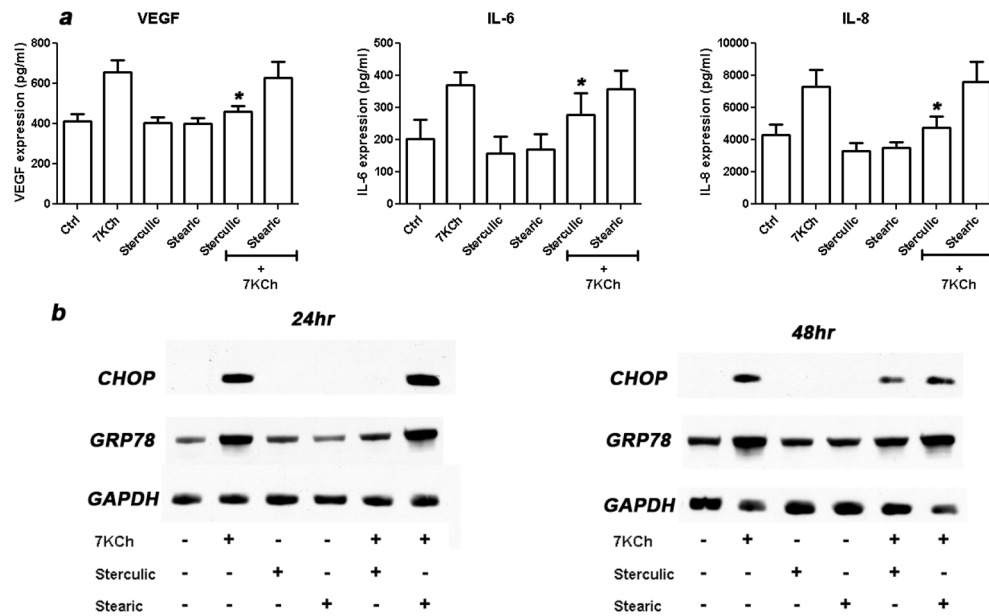 a
VEGF
VEGF expression (pg/ml)
800
600
400
200
0
Ctrl
7KCh
Sterculic
Stearic
Sterculic
Stearic
+
7KCh
IL-6
IL-6 expression (pg/ml)
500
400
300
200
100
0
*
Ctrl
7KCh
Sterculic
Stearic
Sterculic
Stearic
+
7KCh
IL-8
IL-8 expression (pg/ml)
10000
8000
6000
4000
2000
0
*
Ctrl
7KCh
Sterculic
Stearic
Sterculic
Stearic
+
7KCh
*
b
24hr
CHOP
GRP78
GAPDH
7KCh - + - - + +
Sterculic - - + - + -
Stearic - - - + - +
48hr
CHOP
GRP78
GAPDH
7KCh - + - - + +
Sterculic - - + - + -
Stearic - - - + - +